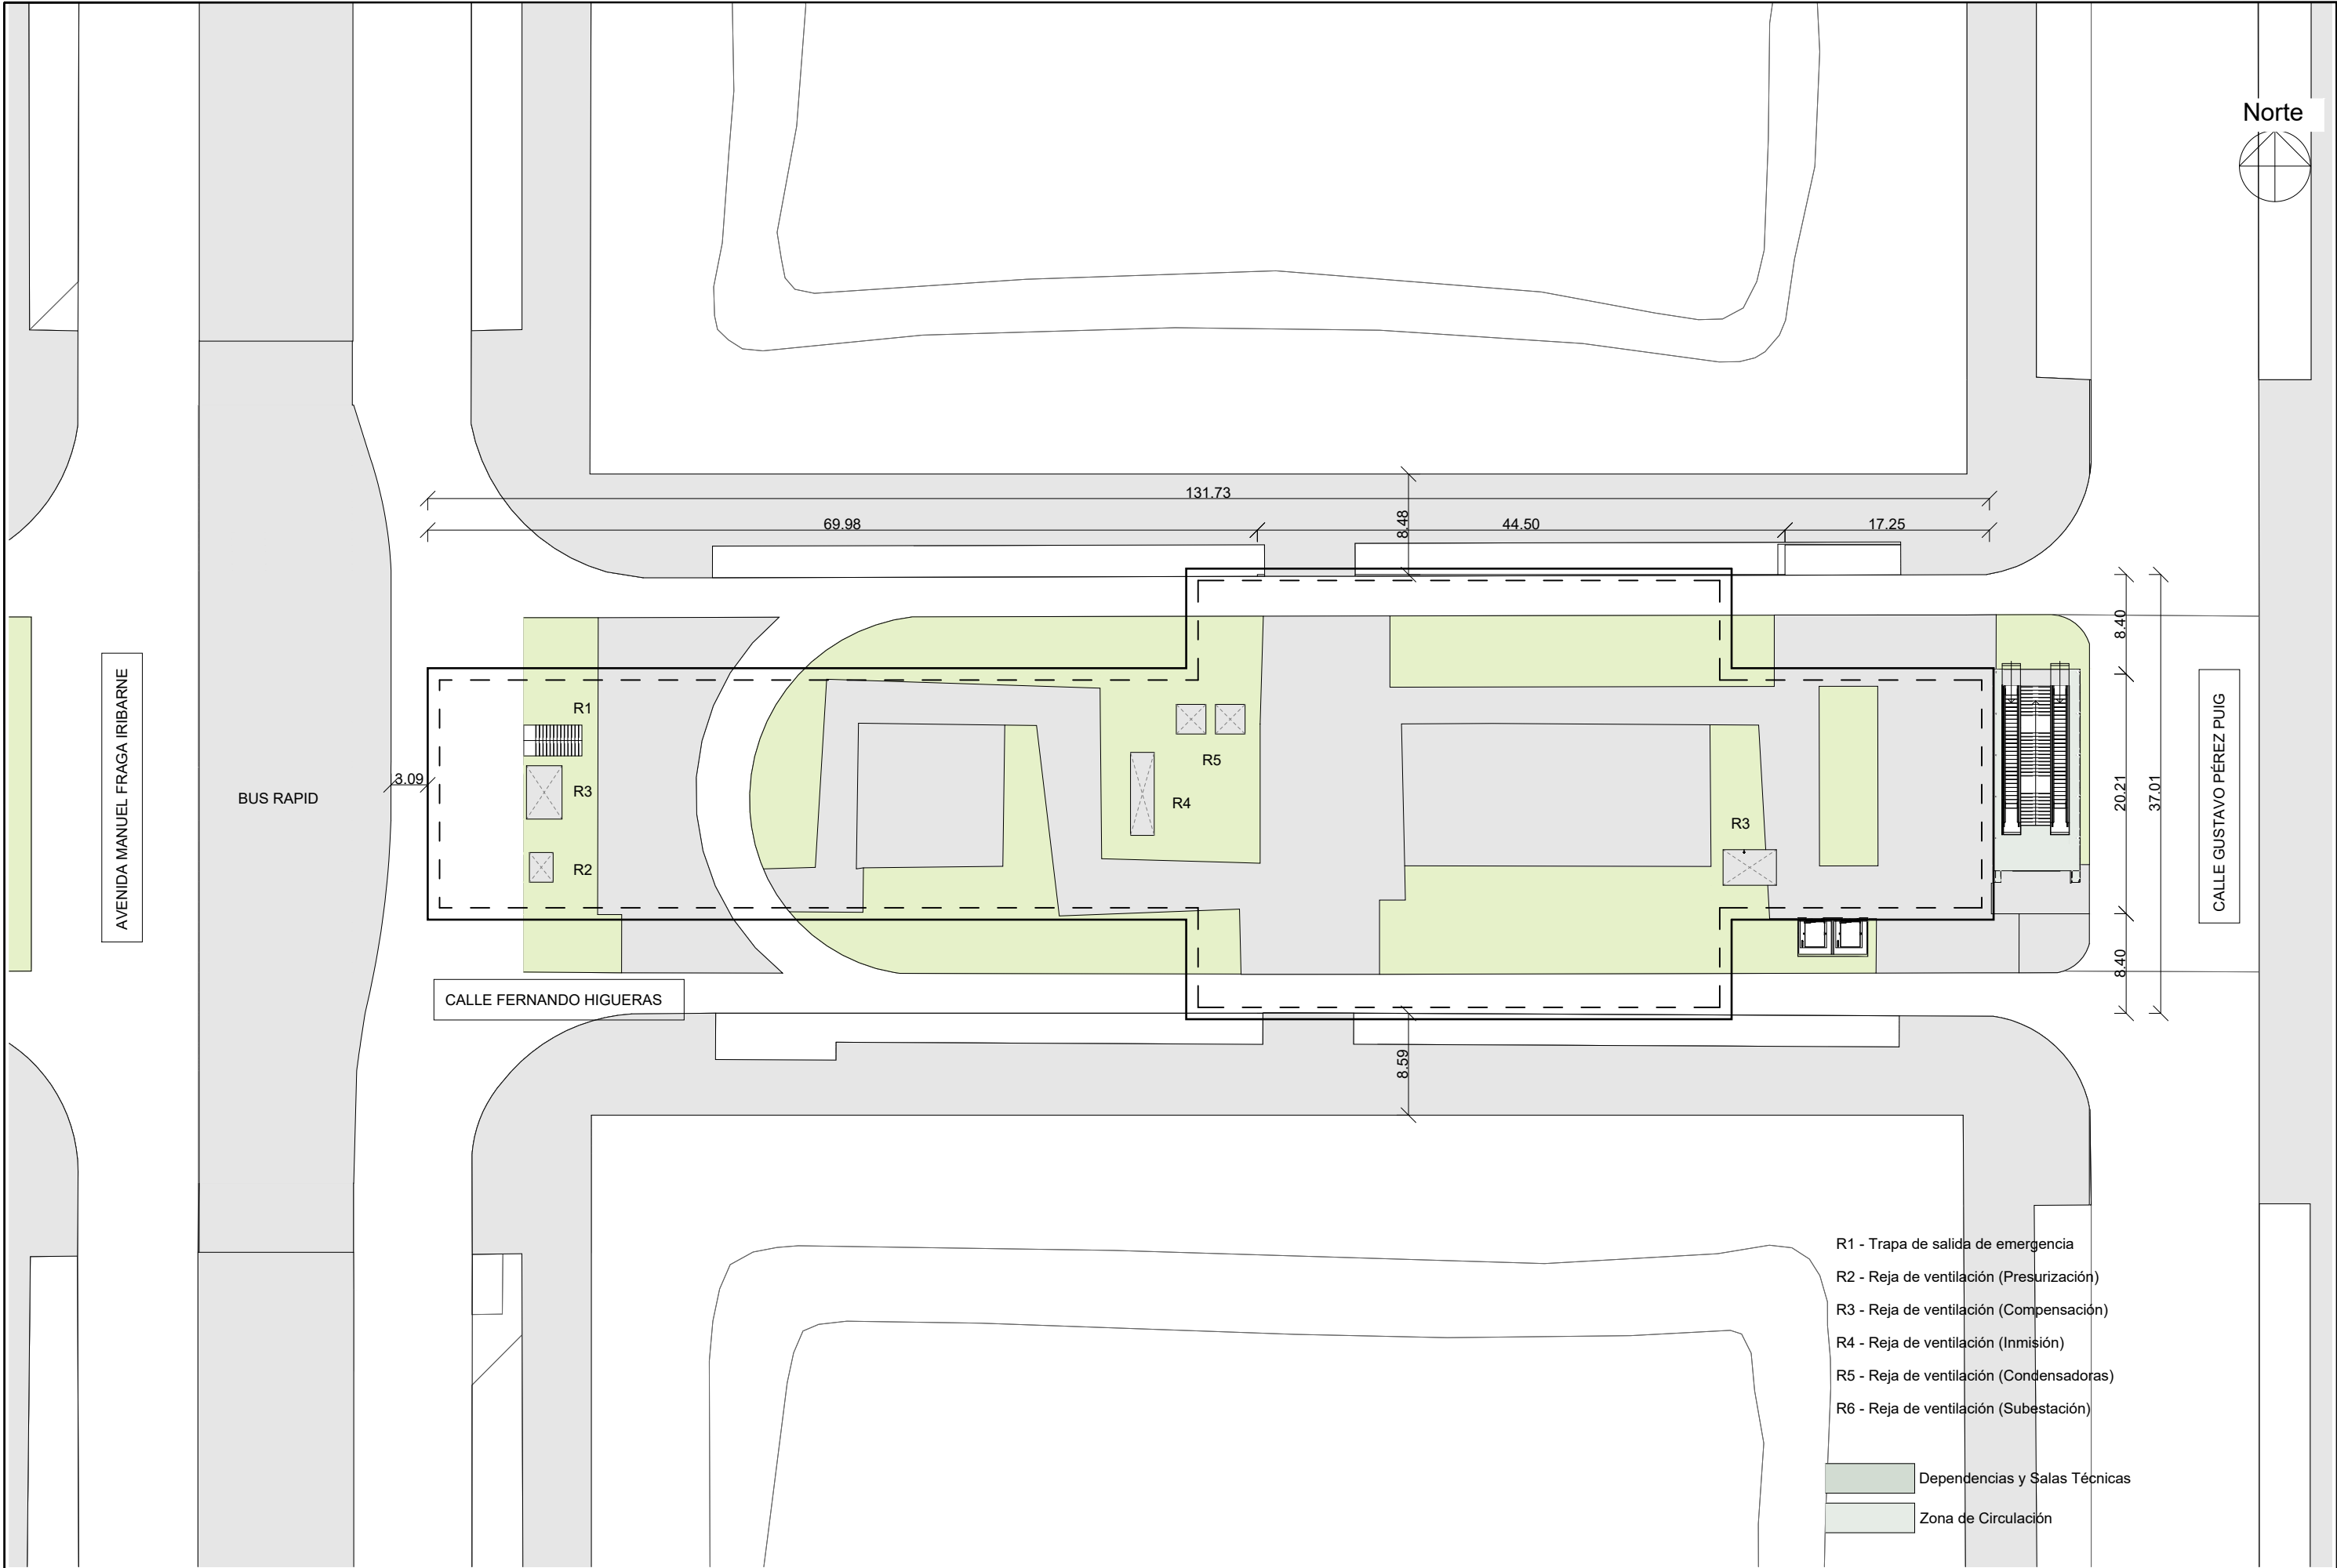 Norte
131.73
69.98
8.48
44.50
17.25
8.40
20.21
37.01
8.40
AVENIDA MANUEL FRAGA IRIBARNE
BUS RAPID
3.09
R1
R3
R2
R5
R4
R3
CALLE GUSTAVO PÉREZ PUIG
CALLE FERNANDO HIGUERAS
8.59
R1 - Trapa de salida de emergencia
R2 - Reja de ventilación (Presurización)
R3 - Reja de ventilación (Compensación)
R4 - Reja de ventilación (Inmisión)
R5 - Reja de ventilación (Condensadoras)
R6 - Reja de ventilación (Subestación)
Dependencias y Salas Técnicas
Zona de Circulación